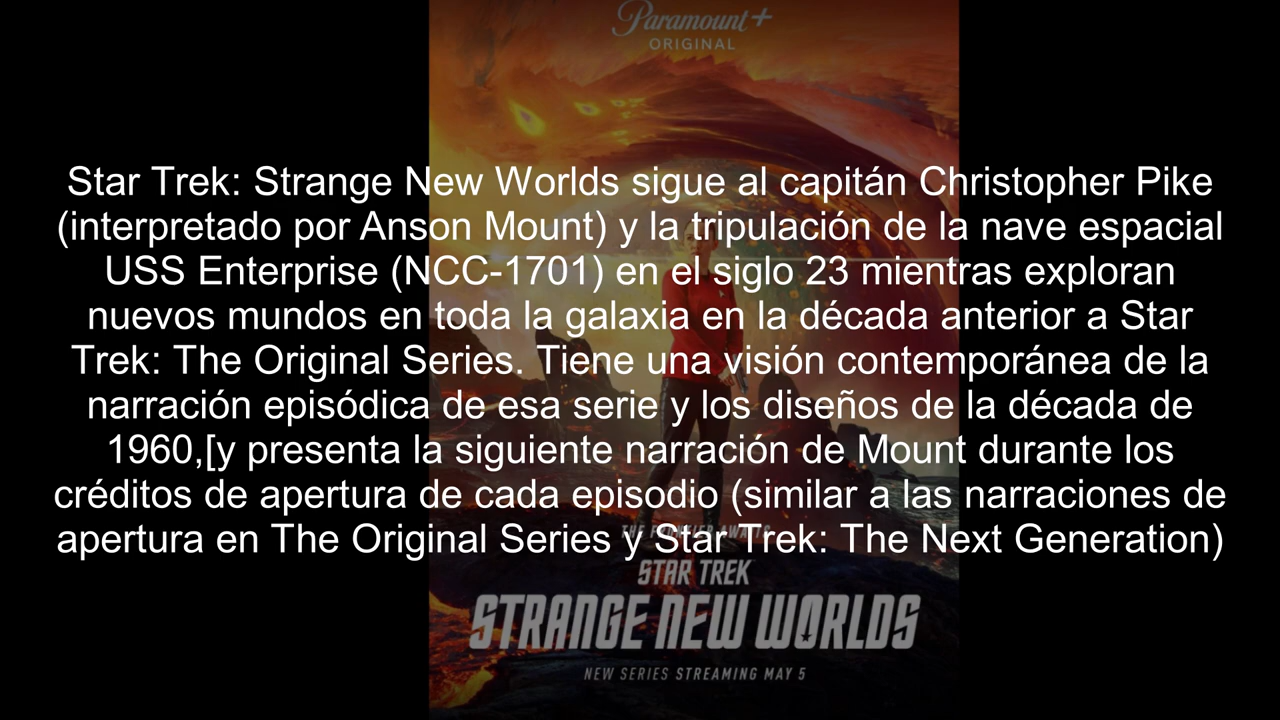 Paramount+
ORIGINAL
Star Trek: Strange New Worlds sigue al capitán Christopher Pike
(interpretado por Anson Mount) y la tripulación de la nave espacial
USS Enterprise (NCC-1701) en el siglo 23 mientras exploran
nuevos mundos en toda la galaxia en la década anterior a Star
Trek: The Original Series. Tiene una visión contemporánea de la
narración episódica de esa serie y los diseños de la década de
1960,[y presenta la siguiente narración de Mount durante los
créditos de apertura de cada episodio (similar a las narraciones de
apertura en The Original Series y Star Trek: The Next Generation)
THE FRONTIER AWAITS
STAR TREK
STRANGE NEW WORLDS
NEW SERIES STREAMING MAY 5